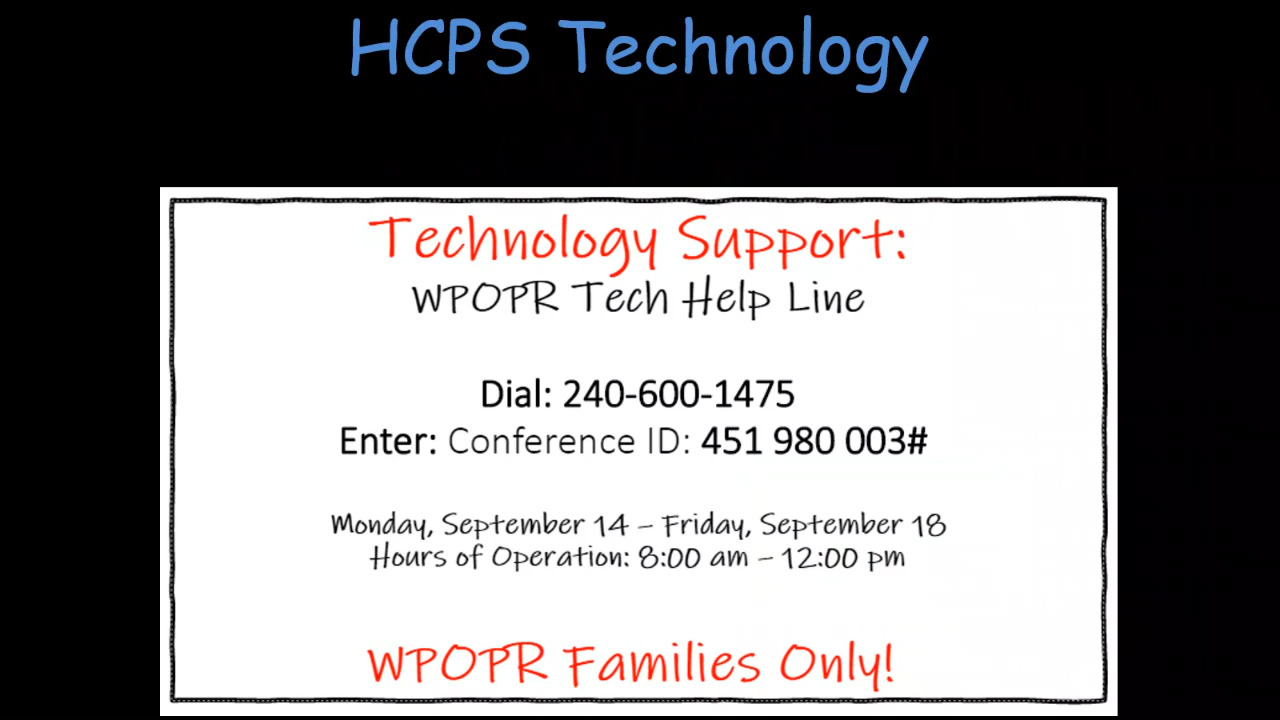 HCPS Technology
Technology Support:
WPOPR Tech Help Line
Dial: 240-600-1475
Enter: Conference ID: 451 980 003#
Monday, September 14 – Friday, September 18
Hours of Operation: 8:00 am – 12:00 pm
WPOPR Families Only!